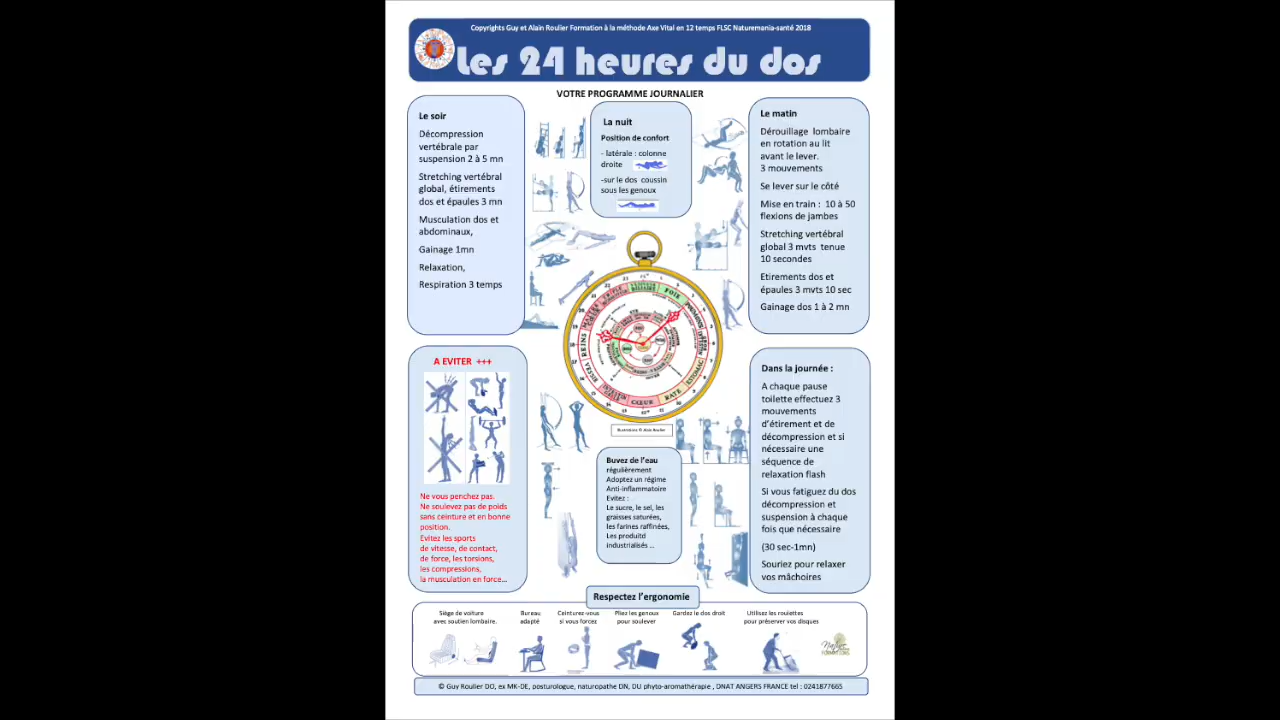 Copyrights Guy et Alain Roulier Formation à la méthode Axe Vital en 12 temps FLSC Naturemania-santé 2018
Les 24 heures du dos
VOTRE PROGRAMME JOURNALIER
Le soir
Décompression
vertébrale par
suspension 2 à 5 mn
Stretching vertébral
global, étirements
dos et épaules 3 mn
Musculation dos et
abdominaux,
Gainage 1mn
Relaxation,
Respiration 3 temps
La nuit
Position de confort
- latérale : colonne
droite
-sur le dos coussin
sous les genoux
Le matin
Dérouillage lombaire
en rotation au lit
avant le lever.
3 mouvements
Se lever sur le côté
Mise en train : 10 à 50
flexions de jambes
Stretching vertébral
global 3 mvts tenue
10 secondes
Etirements dos et
épaules 3 mvts 10 sec
Gainage dos 1 à 2 mn
FOIE
ESTOMAC
RATE
CŒUR
VESSIE
REINS
A EVITER +++
Ne vous penchez pas.
Ne soulevez pas de poids
sans ceinture et en bonne
position.
Evitez les sports
de vitesse, de contact,
de force, les torsions,
les compressions,
la musculation en force…
Buvez de l’eau
régulièrement
Adoptez un régime
Anti-inflammatoire
Evitez :
Le sucre, le sel, les
graisses saturées,
les farines raffinées,
Les produitd
industrialisés …
Dans la journée :
A chaque pause
toilette effectuez 3
mouvements
d’étirement et de
décompression et si
nécessaire une
séquence de
relaxation flash
Si vous fatiguez du dos
décompression et
suspension à chaque
fois que nécessaire
(30 sec-1mn)
Souriez pour relaxer
vos mâchoires
Respectez l’ergonomie
Siège de voiture
avec soutien lombaire.
Bureau
adapté
Ceinturez-vous
si vous forcez
Pliez les genous
pour soulever
Gardez le dos droit
Utilisez les roulettes
pour préserver vos disques
© Guy Roulier DO, ex MK-DE, posturologue, naturopathe DN, DU phyto-aromathérapie , DNAT ANGERS FRANCE tel : 0241877665